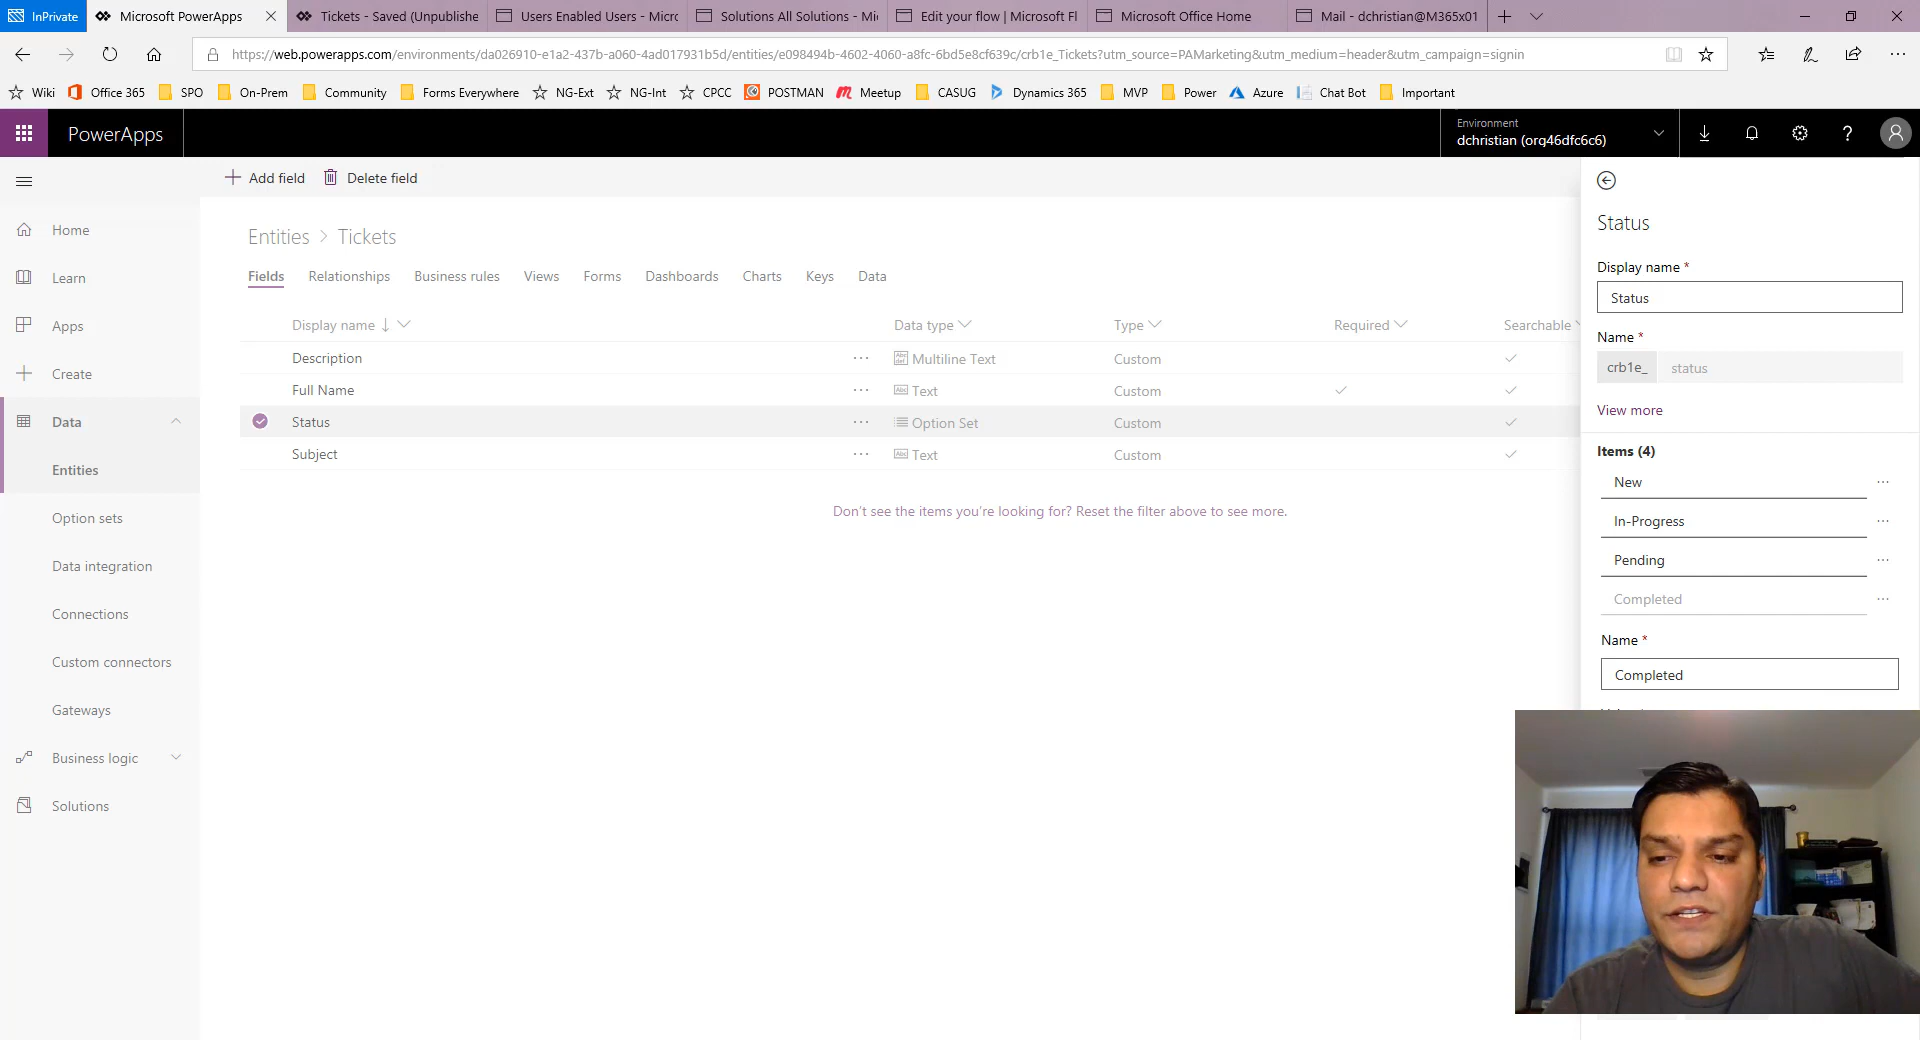 InPrivate
Microsoft PowerApps
Tickets - Saved (Unpublishe
Users Enabled Users - Micro
Solutions All Solutions - Mi
Edit your flow | Microsoft Fl
Microsoft Office Home
Mail - dchristian@M365x01
https://web.powerapps.com/environments/da026910-e1a2-437b-a060-4ad017931b5d/entities/e098494b-4602-4060-a8fc-6bd5e8cf639c/crb1e_Tickets?utm_source=PAMarketing&utm_medium=header&utm_campaign=signin
Wiki Office 365 SPO On-Prem Community Forms Everywhere NG-Ext NG-Int CPCC POSTMAN Meetup CASUG Dynamics 365 MVP Power Azure Chat Bot Important
PowerApps
Environment
dchristian (org46dfc6c6)
?
Home
Learn
Apps
Create
Data
Entities
Option sets
Data integration
Connections
Custom connectors
Gateways
Business logic
Solutions
Add field Delete field
Entities > Tickets
Fields Relationships Business rules Views Forms Dashboards Charts Keys Data
Display name Data type Type Required Searchable
Description ... Multiline Text Custom
Full Name ... Text Custom
Status ... Option Set Custom
Subject ... Text Custom
Don't see the items you're looking for? Reset the filter above to see more.
Status
Display name *
Status
Name *
crb1e_ status
View more
Items (4)
New ...
In-Progress ...
Pending ...
Completed ...
Name *
Completed